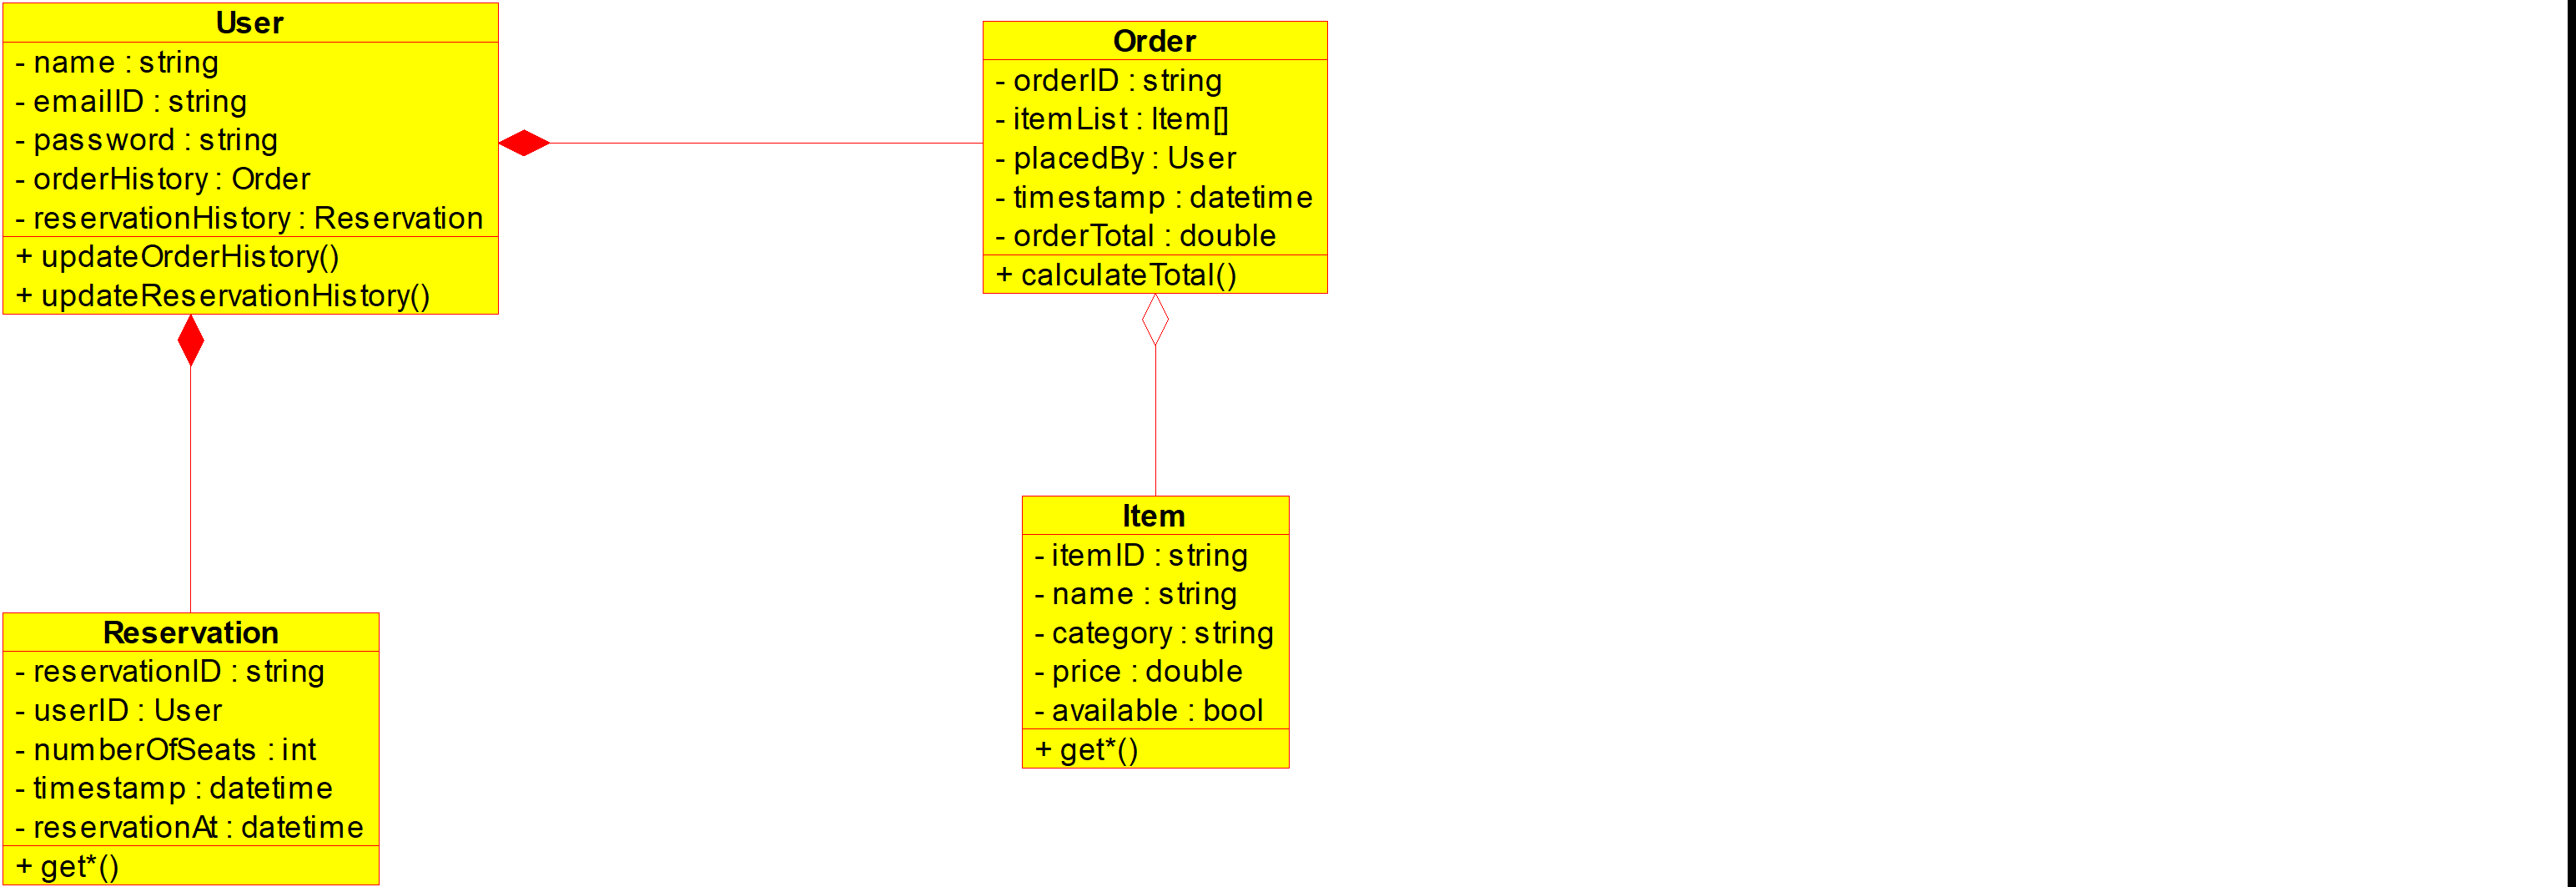 User
- name : string
- emailID : string
- password : string
- orderHistory : Order
- reservationHistory : Reservation
+ updateOrderHistory()
+ updateReservationHistory()
Order
- orderID : string
- itemList : Item[]
- placedBy : User
- timestamp : datetime
- orderTotal : double
+ calculateTotal()
Reservation
- reservationID : string
- userID : User
- numberOfSeats : int
- timestamp : datetime
- reservationAt : datetime
+ get*()
Item
- itemID : string
- name : string
- category : string
- price : double
- available : bool
+ get*()